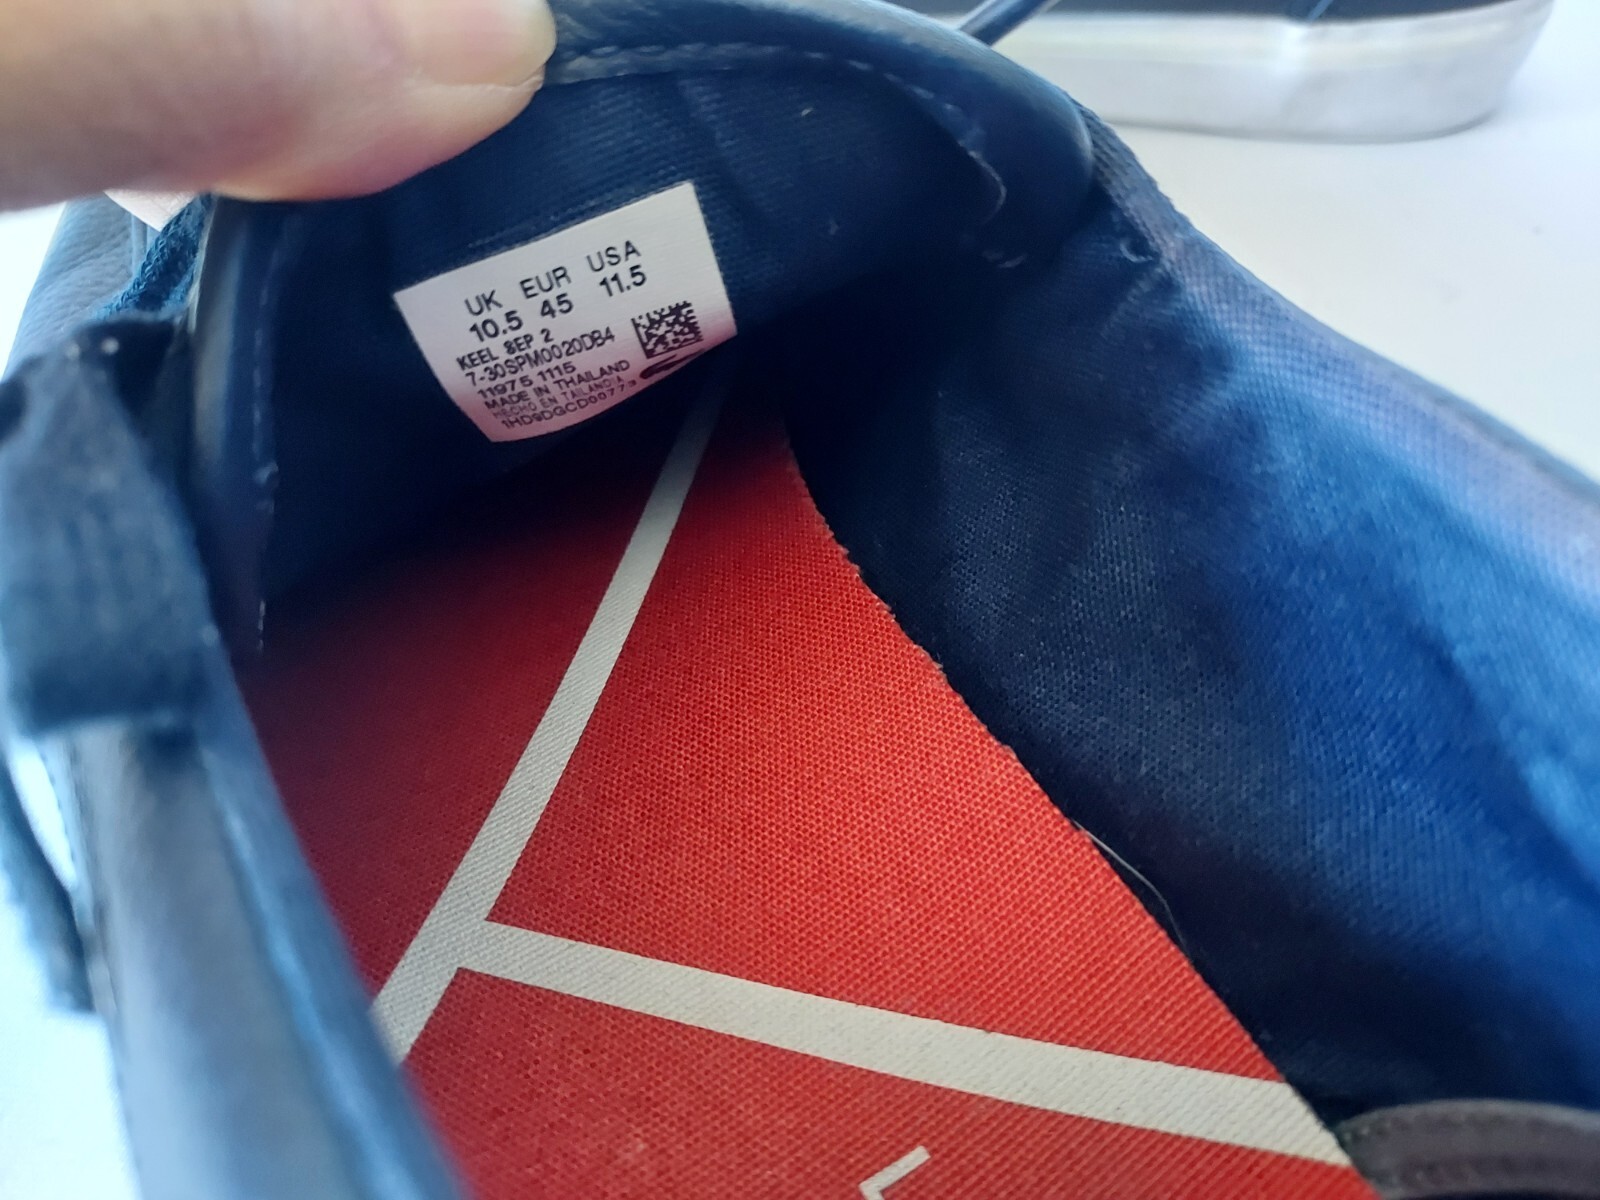 UK EUR USA
10.5 45 11.5
KEEL SEP 2
7-30SPM0020DB4
11975 1115
MADE IN THAILAND
HECHO EN TAILANDIA
1HD9DGCD00773